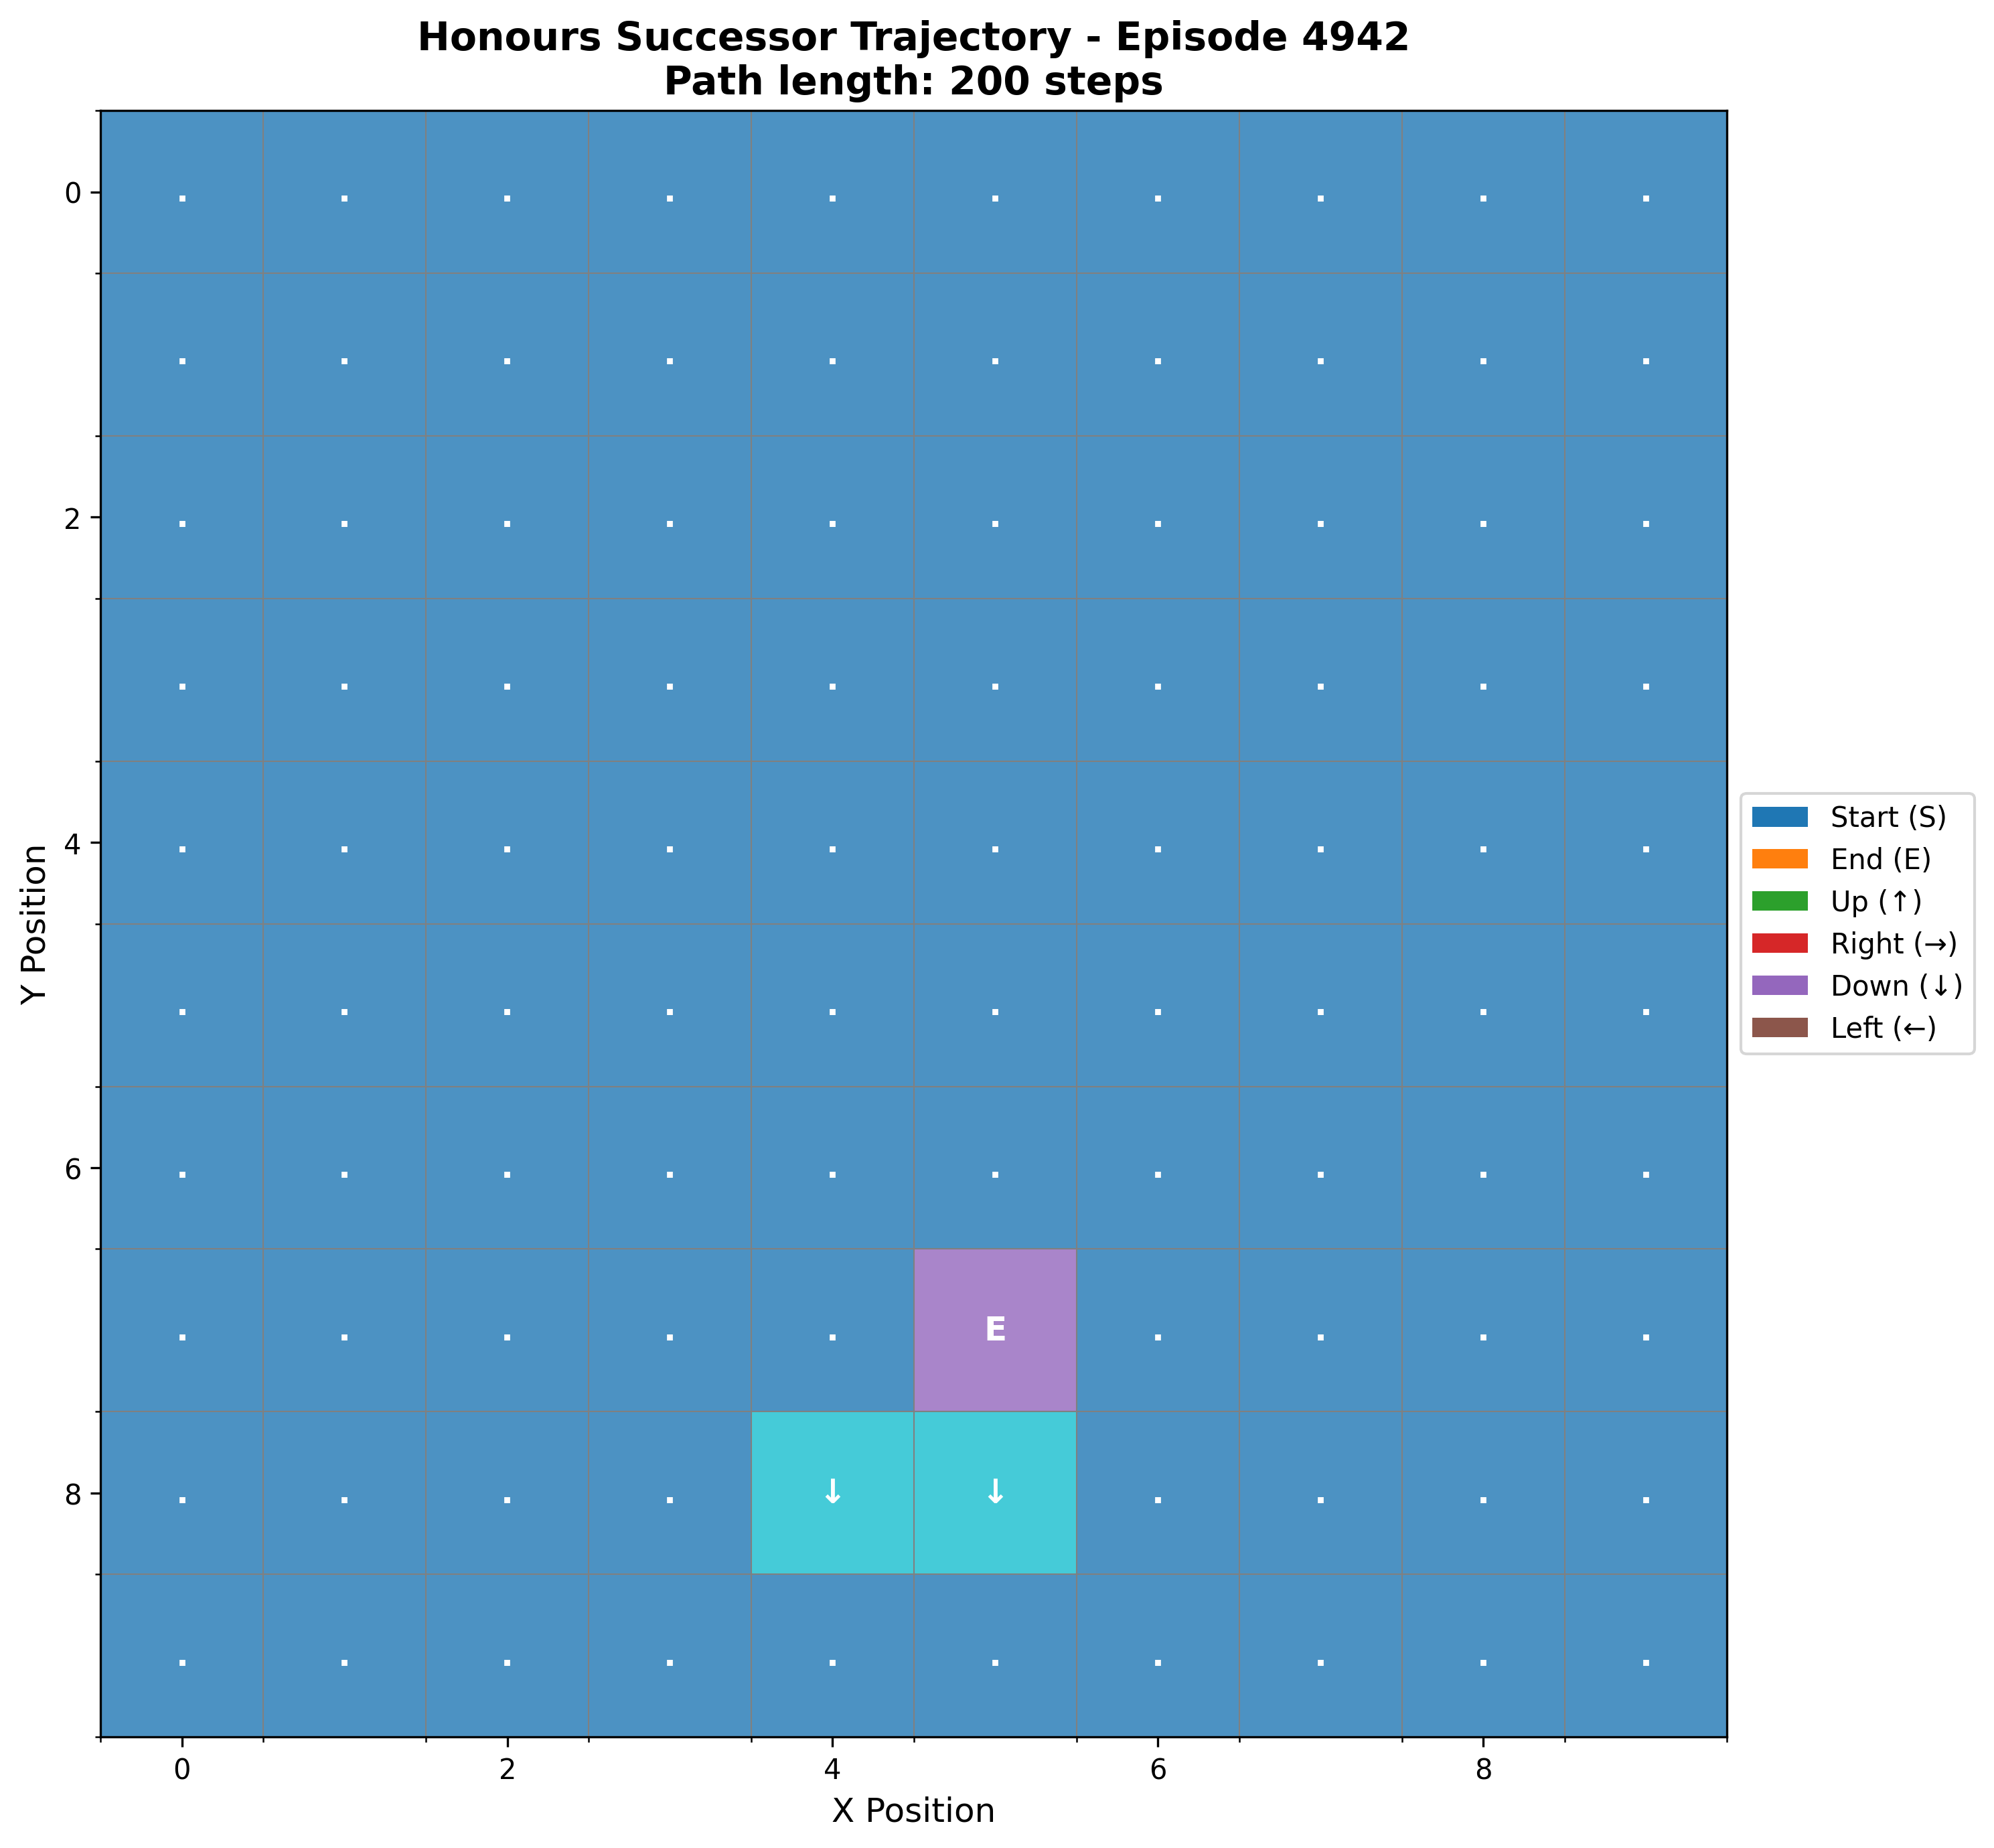 Honours Successor Trajectory - Episode 4942
Path length: 200 steps
0
2
4
6
8
Y Position
. . . . . . . . . .
. . . . . . . . . .
. . . . . . . . . .
. . . . . . . . . .
. . . . . . . . . .
. . . . . . . . . .
. . . . . . . . . .
. . . . . E . . . .
. . . . ↓ ↓ . . . .
. . . . . . . . . .
0 2 4 6 8
X Position
Start (S)
End (E)
Up (↑)
Right (→)
Down (↓)
Left (←)